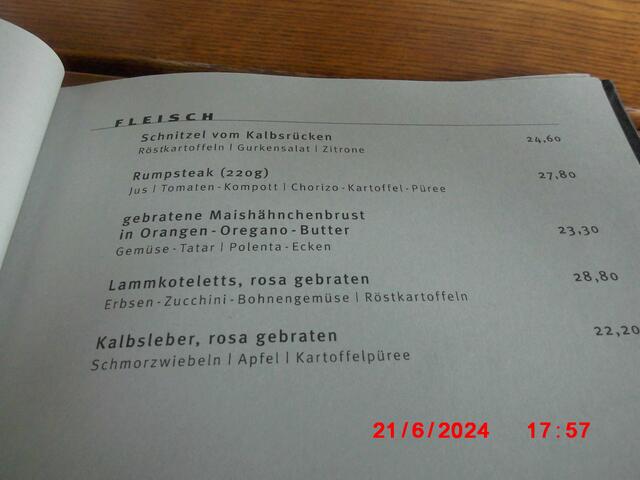 FLEISCH
Schnitzel vom Kalbsrücken 24,60
Röstkartoffeln | Gurkensalat | Zitrone
Rumpsteak (220g) 27,80
Jus | Tomaten-Kompott | Chorizo-Kartoffel-Püree
gebratene Maishähnchenbrust
in Orangen-Oregano-Butter 23,30
Gemüse-Tatar | Polenta-Ecken
Lammkoteletts, rosa gebraten 28,80
Erbsen-Zucchini-Bohnengemüse | Röstkartoffeln
Kalbsleber, rosa gebraten 22,20
Schmorzwiebeln | Apfel | Kartoffelpüree
21/6/2024 17:57